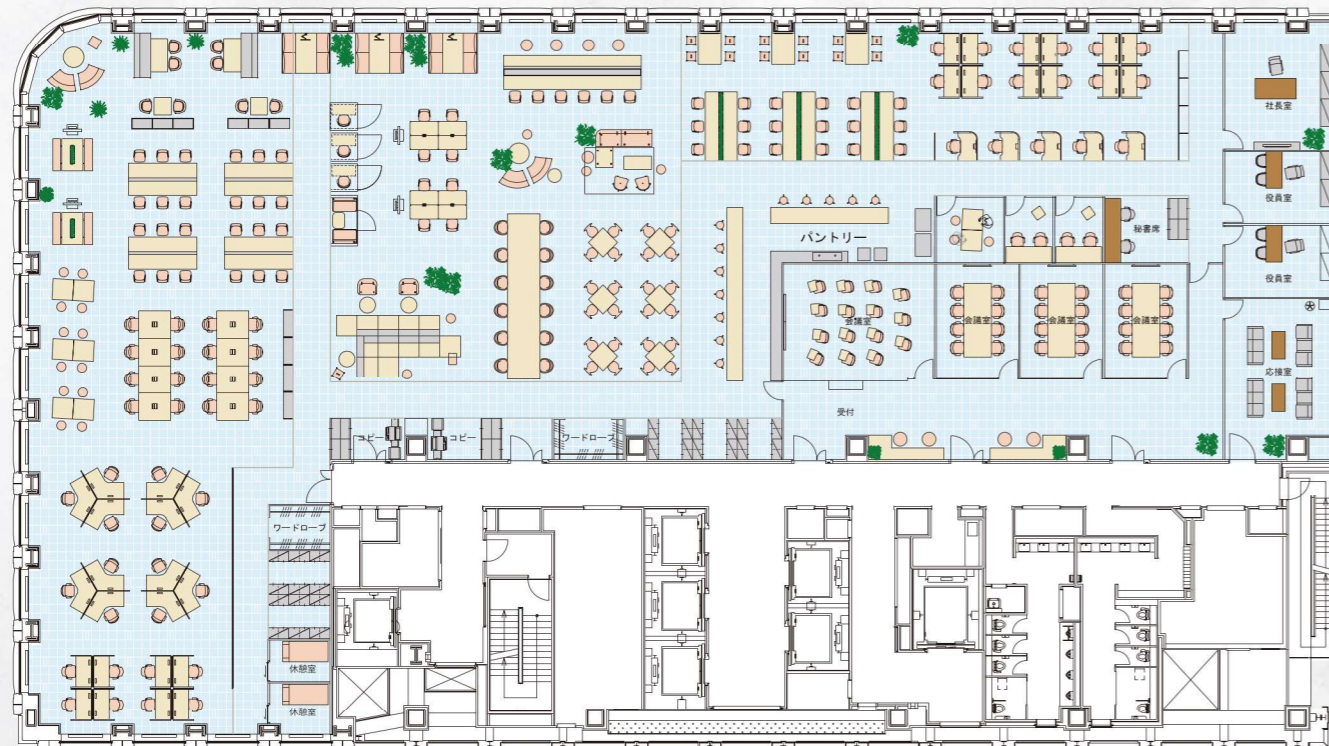 社長室
役員室
パントリー
秘書席
役員室
会議室
会議室
会議室
会議室
応接室
受付
コピー
コピー
ワードローブ
ワードローブ
休憩室
休憩室